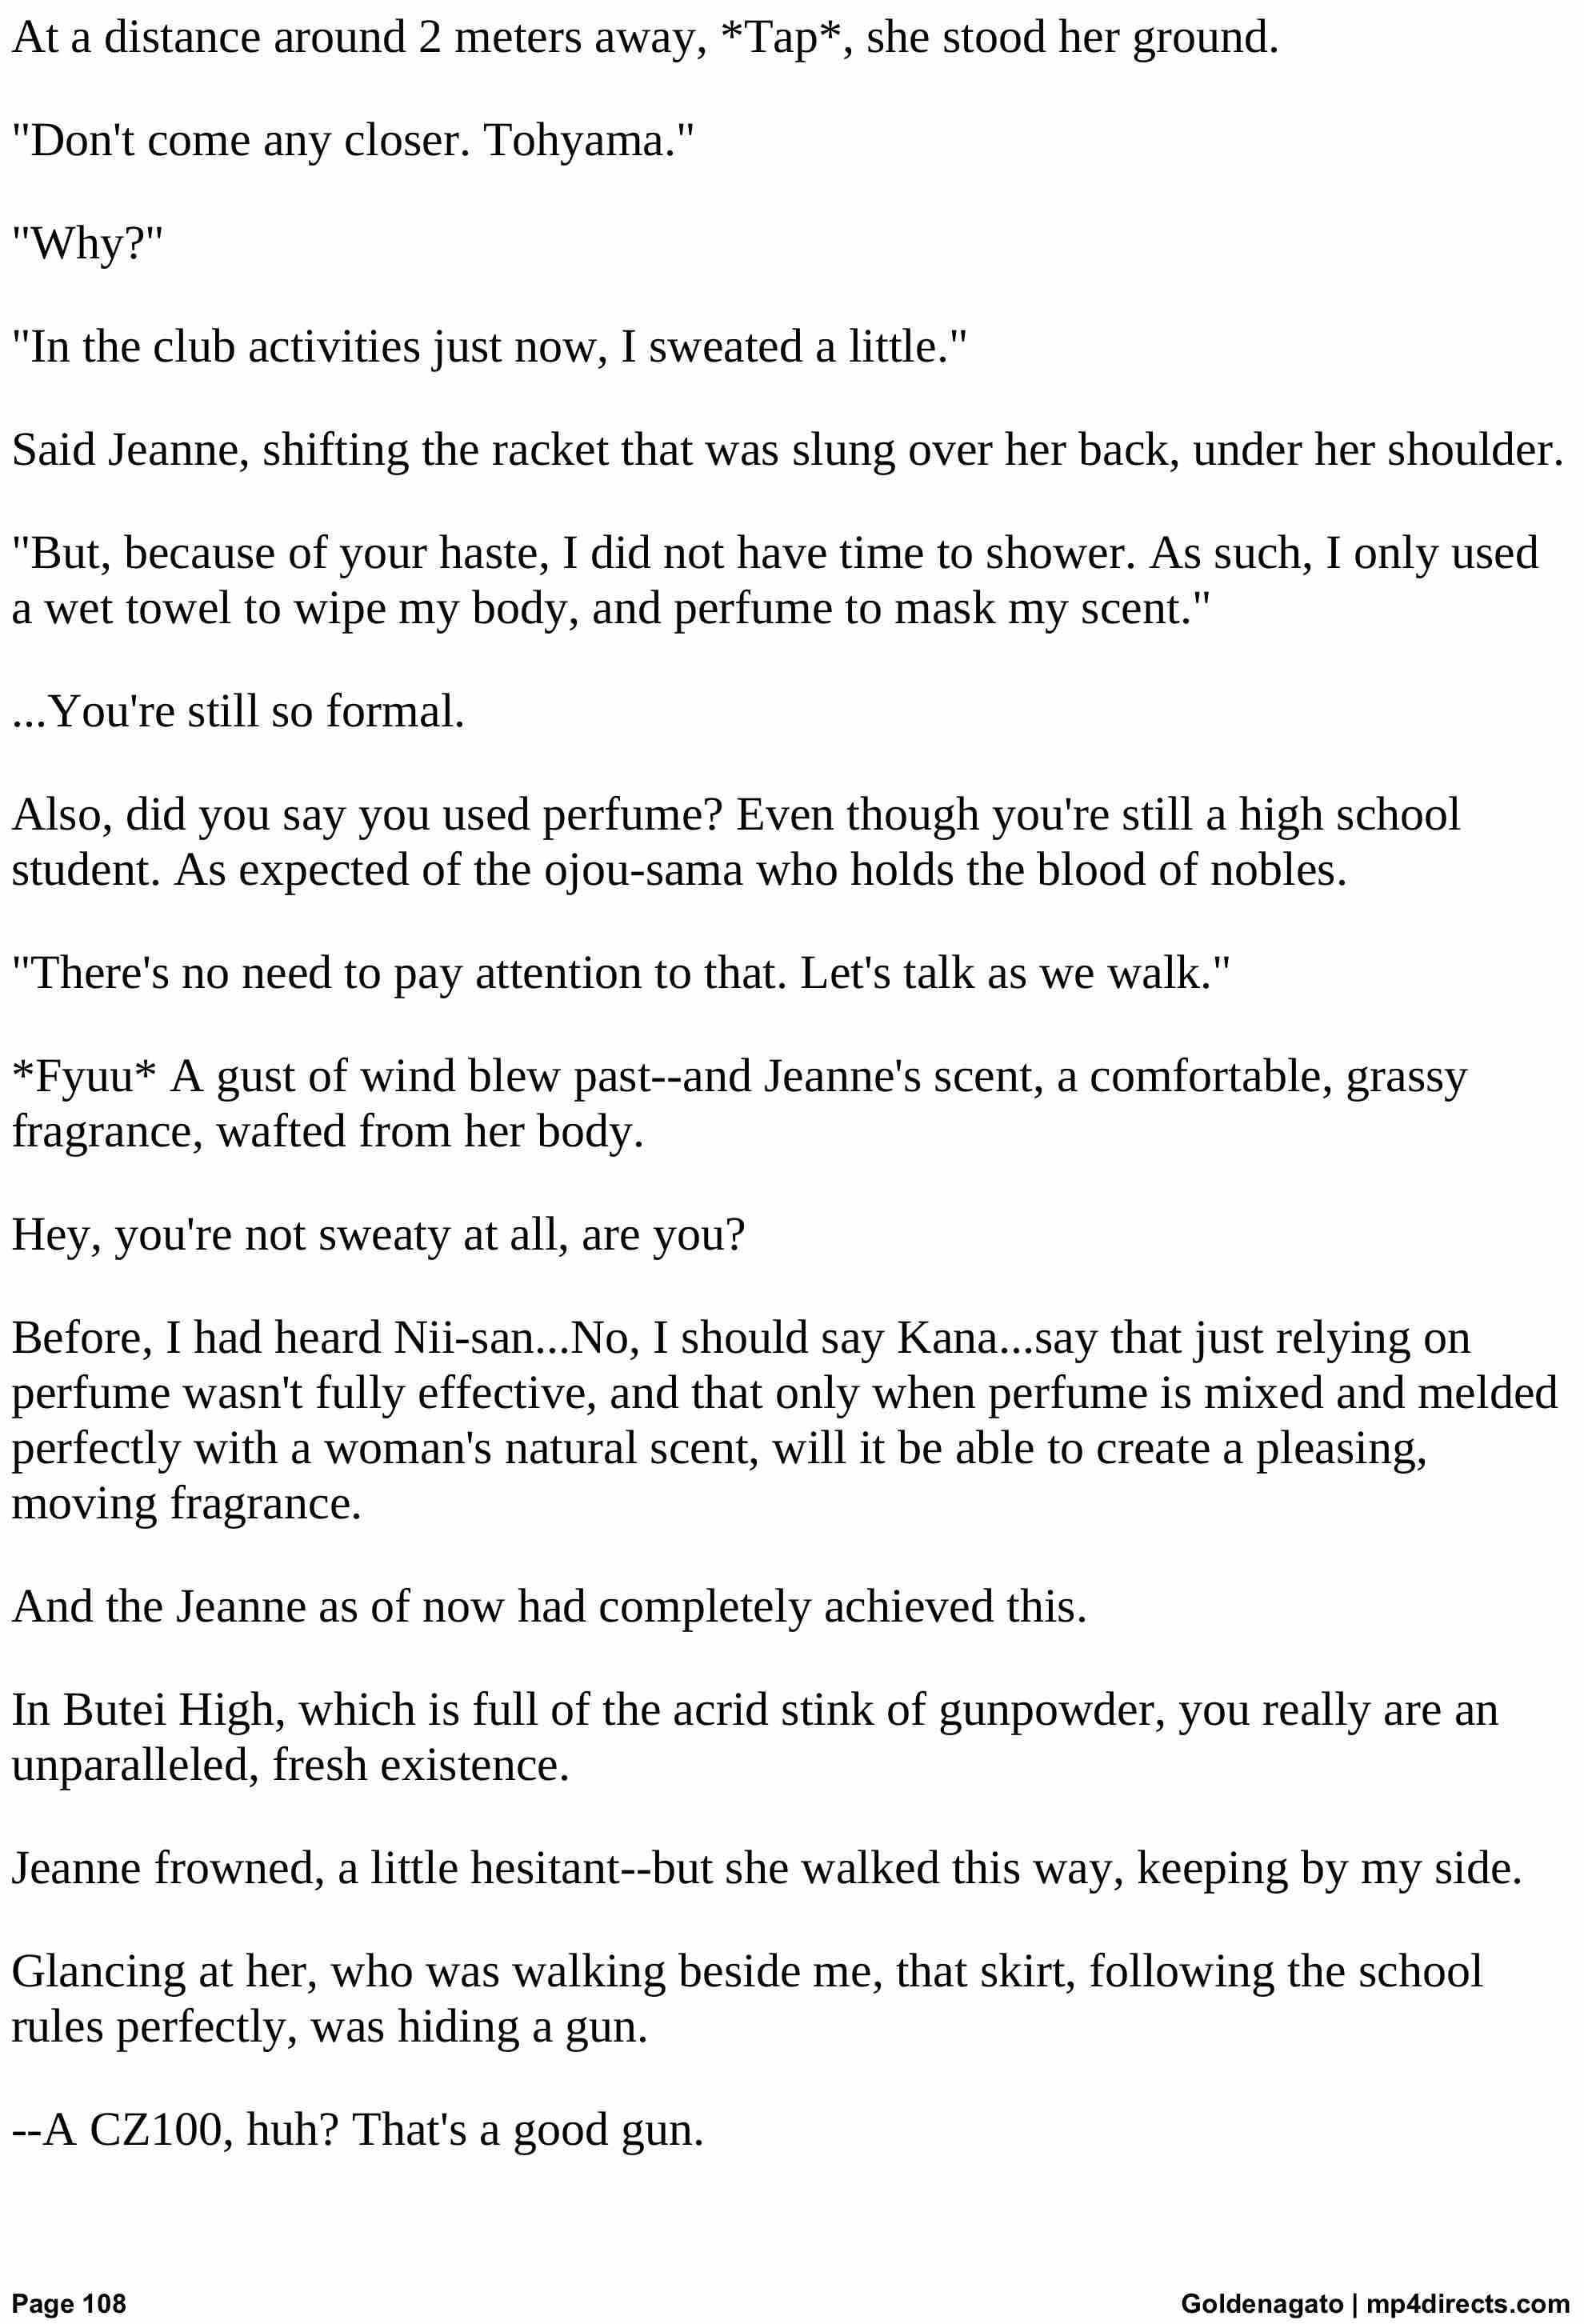 At a distance around 2 meters away, *Tap*, she stood her ground.
"Don't come any closer. Tohyama."
"Why?"
"In the club activities just now, I sweated a little."
Said Jeanne, shifting the racket that was slung over her back, under her shoulder.
"But, because of your haste, I did not have time to shower. As such, I only used
a wet towel to wipe my body, and perfume to mask my scent."
...You're still so formal.
Also, did you say you used perfume? Even though you're still a high school
student. As expected of the ojou-sama who holds the blood of nobles.
"There's no need to pay attention to that. Let's talk as we walk."
*Fyuu* A gust of wind blew past--and Jeanne's scent, a comfortable, grassy
fragrance, wafted from her body.
Hey, you're not sweaty at all, are you?
Before, I had heard Nii-san...No, I should say Kana...say that just relying on
perfume wasn't fully effective, and that only when perfume is mixed and melded
perfectly with a woman's natural scent, will it be able to create a pleasing,
moving fragrance.
And the Jeanne as of now had completely achieved this.
In Butei High, which is full of the acrid stink of gunpowder, you really are an
unparalleled, fresh existence.
Jeanne frowned, a little hesitant--but she walked this way, keeping by my side.
Glancing at her, who was walking beside me, that skirt, following the school
rules perfectly, was hiding a gun.
--A CZ100, huh? That's a good gun.
Page 108
Goldenagato | mp4directs.com